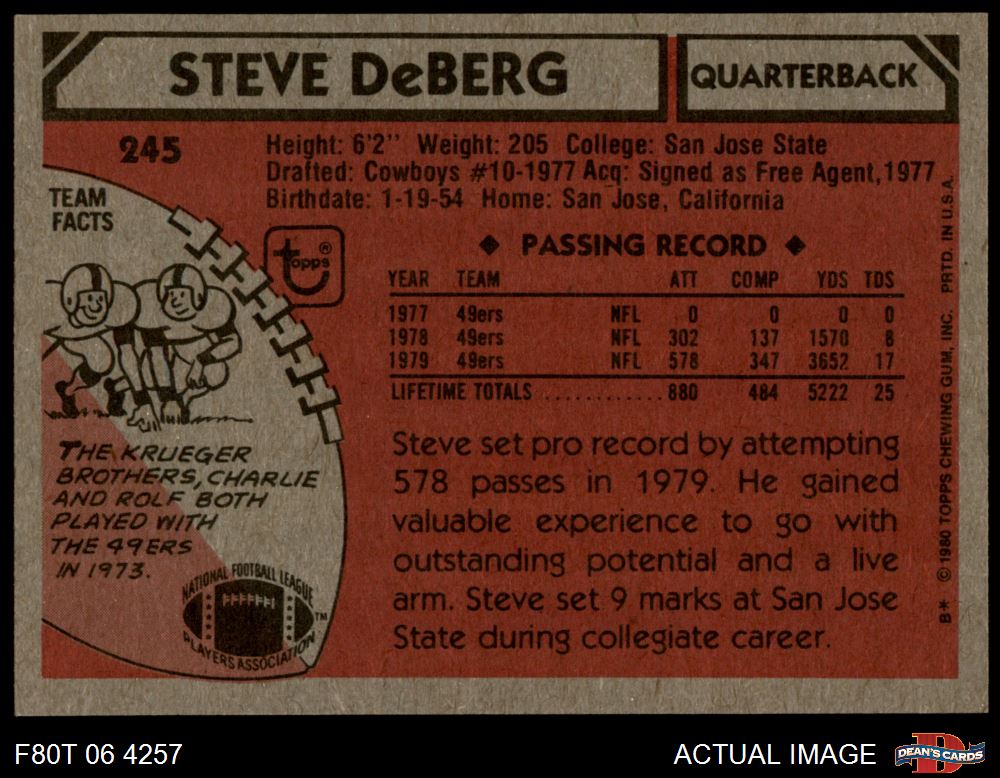 STEVE DeBERG
QUARTERBACK
245
Height: 6'2'' Weight: 205 College: San Jose State
Drafted: Cowboys #10-1977 Acq: Signed as Free Agent, 1977
Birthdate: 1-19-54 Home: San Jose, California
TEAM
FACTS
topps ®
◆ PASSING RECORD ◆
YEAR TEAM ATT COMP YDS TDS
1977 49ers NFL 0 0 0 0
1978 49ers NFL 302 137 1570 8
1979 49ers NFL 578 347 3652 17
LIFETIME TOTALS ............ 880 484 5222 25
Steve set pro record by attempting
578 passes in 1979. He gained
valuable experience to go with
outstanding potential and a live
arm. Steve set 9 marks at San Jose
State during collegiate career.
THE KRUEGER
BROTHERS, CHARLIE
AND ROLF BOTH
PLAYED WITH
THE 49ERS
IN 1973.
NATIONAL FOOTBALL LEAGUE
PLAYERS ASSOCIATION
TM
B* © 1980 TOPPS CHEWING GUM, INC. PRTD. IN U.S.A.
F80T 06 4257
ACTUAL IMAGE
DEAN'S CARDS